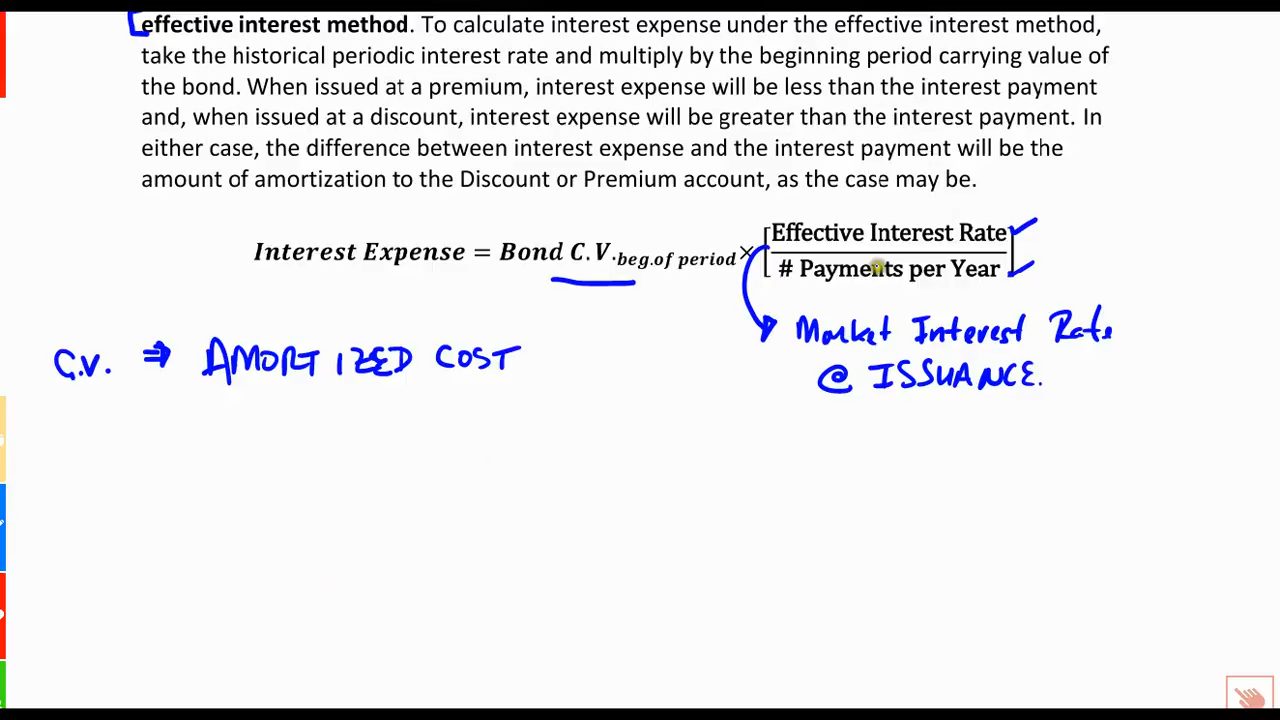 effective interest method. To calculate interest expense under the effective interest method,
take the historical periodic interest rate and multiply by the beginning period carrying value of
the bond. When issued at a premium, interest expense will be less than the interest payment
and, when issued at a discount, interest expense will be greater than the interest payment. In
either case, the difference between interest expense and the interest payment will be the
amount of amortization to the Discount or Premium account, as the case may be.
Interest Expense = Bond C.V.beg.of period × [Effective Interest Rate
# Payments per Year]
C.V. ⇒ AMORTIZED COST
Market Interest Rate
@ ISSUANCE.